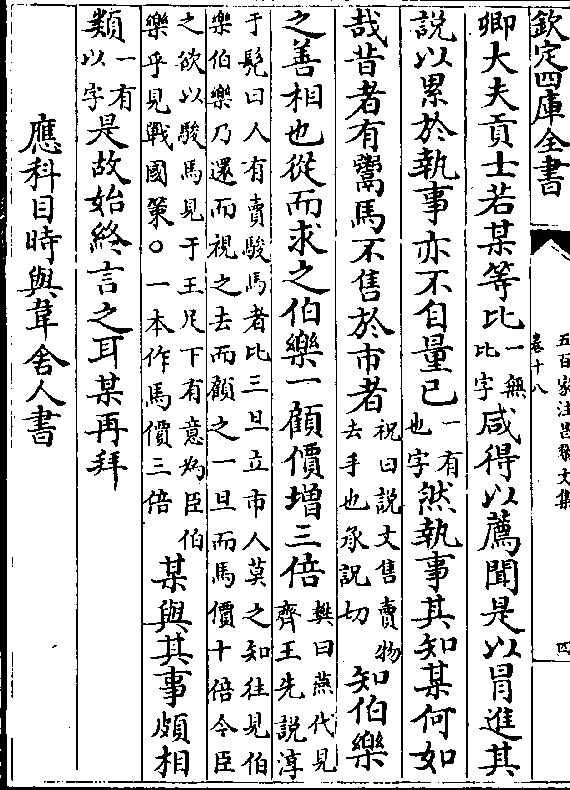 欽定四庫全書
五百家注昌黎文集
卷十八
四
卿大夫貢士若某等比一無比字咸得以薦聞是以冒進其
說以累於執事亦不自量已一有也字然執事其知某何如
哉昔者有鬻馬不售於市者祝曰說文售賣物去手也承訊切知伯樂
之善相也從而求之伯樂一顧價增三倍樊曰燕代見齊王先說淳
于髠曰人有賣駿馬者比三旦立市人莫之知往見伯
樂伯樂乃還而視之去而顧之一旦而馬價十倍今臣
之欲以駿馬見于王足下有意為臣伯
樂乎見戰國策○一本作馬價三倍某與其事頗相
類一有以字是故始終言之耳某再拜
應科目時與韋舍人書